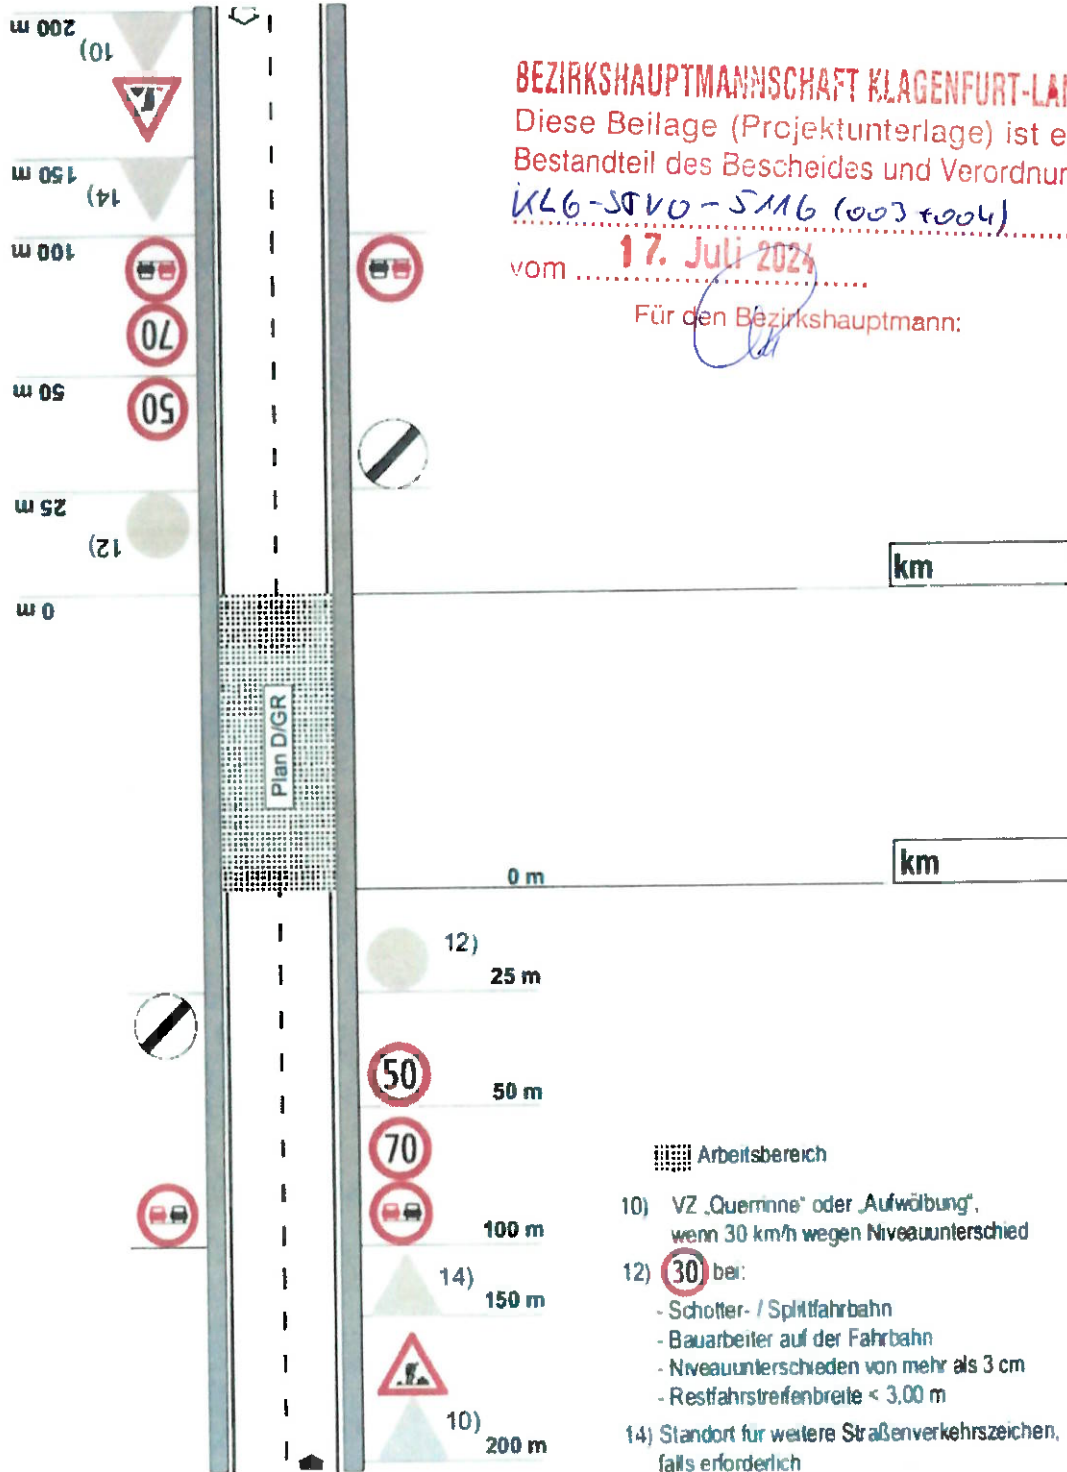 200 m
10)
150 m
14)
100 m
70
50 m
50
25 m
12)
0 m
BEZIRKSHAUPTMANNSCHAFT KLAGENFURT-LAN
Diese Beilage (Projektunterlage) ist e
Bestandteil des Bescheides und Verordnun
KL6-STVO-5116 (003+004)
vom 17. Juli 2024
Für den Bezirkshauptmann:
km
Plan D/GR
km
0 m
12)
25 m
50
50 m
70
100 m
14)
150 m
10)
200 m
Arbeitsbereich
10) VZ „Querrinne" oder „Aufwölbung",
wenn 30 km/h wegen Niveauunterschied
12) 30 bei:
- Schotter- / Splittfahrbahn
- Bauarbeiter auf der Fahrbahn
- Niveauunterschieden von mehr als 3 cm
- Restfahrstreifenbreite < 3,00 m
14) Standort für weitere Straßenverkehrszeichen,
falls erforderlich